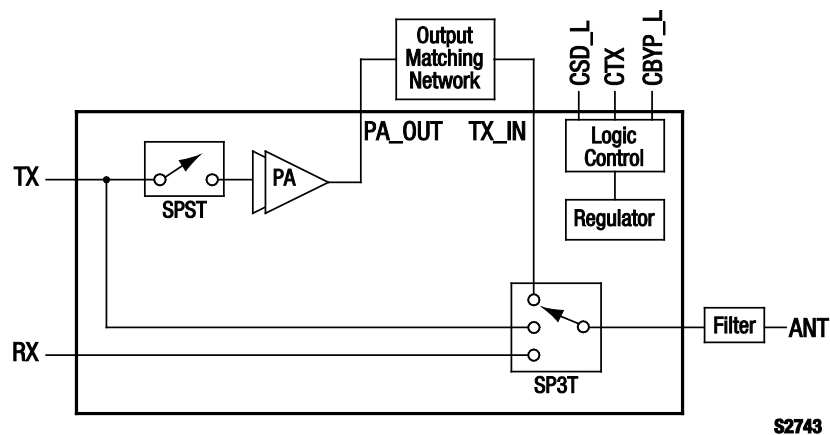 Output
Matching
Network
CSD_L
CTX
CBYP_L
PA_OUT
TX_IN
Logic
Control
TX
PA
SPST
Regulator
Filter
ANT
RX
SP3T
S2743